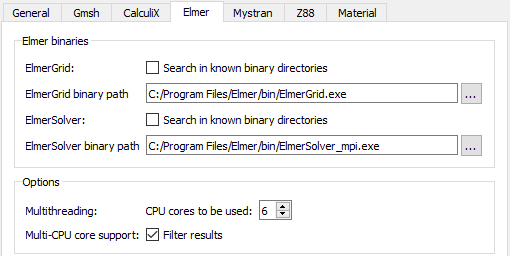 General Gmsh CalculiX Elmer Mystran Z88 Material
Elmer binaries
ElmerGrid: Search in known binary directories
ElmerGrid binary path C:/Program Files/Elmer/bin/ElmerGrid.exe ...
ElmerSolver: Search in known binary directories
ElmerSolver binary path C:/Program Files/Elmer/bin/ElmerSolver_mpi.exe ...
Options
Multithreading: CPU cores to be used: 6
Multi-CPU core support: Filter results